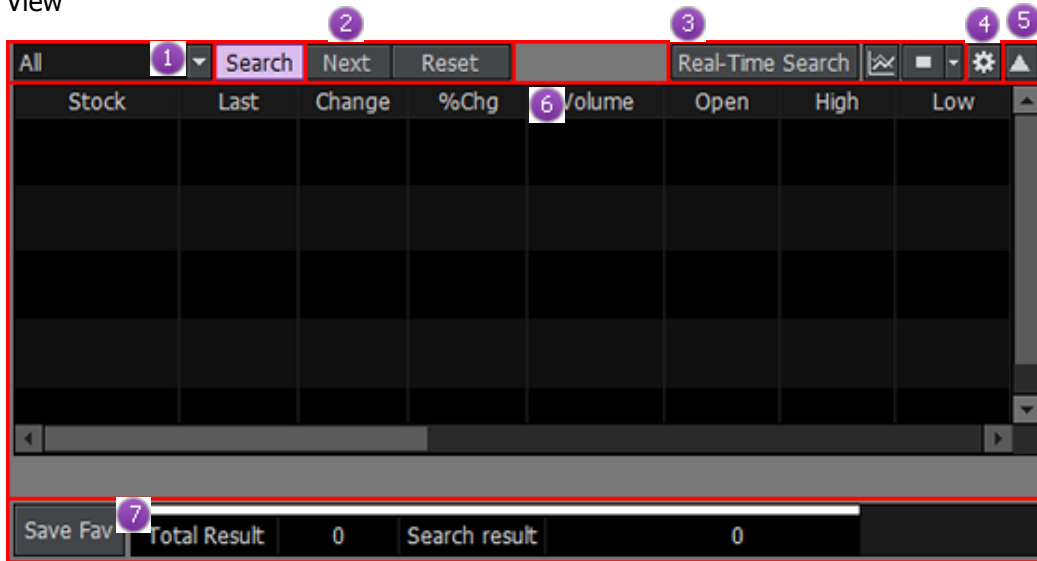 View
2 3 4 5
All 1 Search Next Reset Real-Time Search
Stock Last Change %Chg 6 Volume Open High Low
7
Save Fav Total Result 0 Search result 0